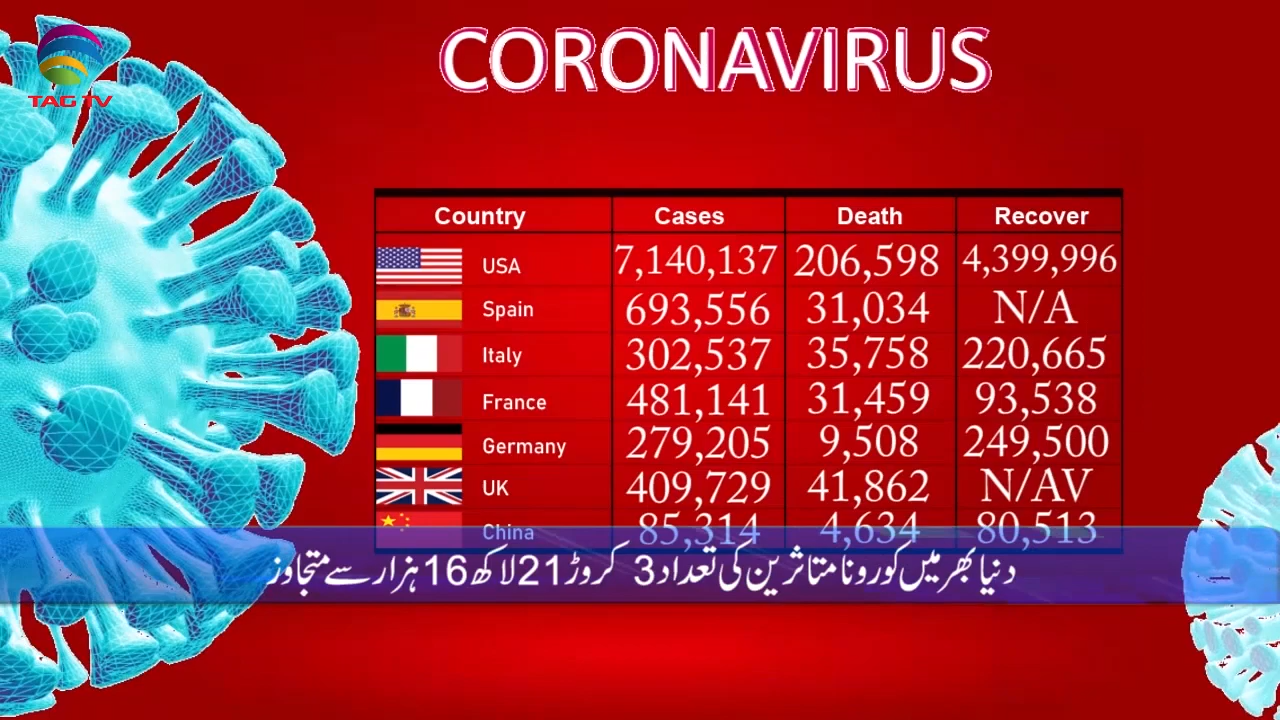 TAG TV
CORONAVIRUS
Country Cases Death Recover
USA 7,140,137 206,598 4,399,996
Spain 693,556 31,034 N/A
Italy 302,537 35,758 220,665
France 481,141 31,459 93,538
Germany 279,205 9,508 249,500
UK 409,729 41,862 N/AV
China 85,314 4,634 80,513
دنیا بھر میں کورونا متاثرین کی تعداد 3 کروڑ 21 لاکھ 16 ہزار سے متجاوز